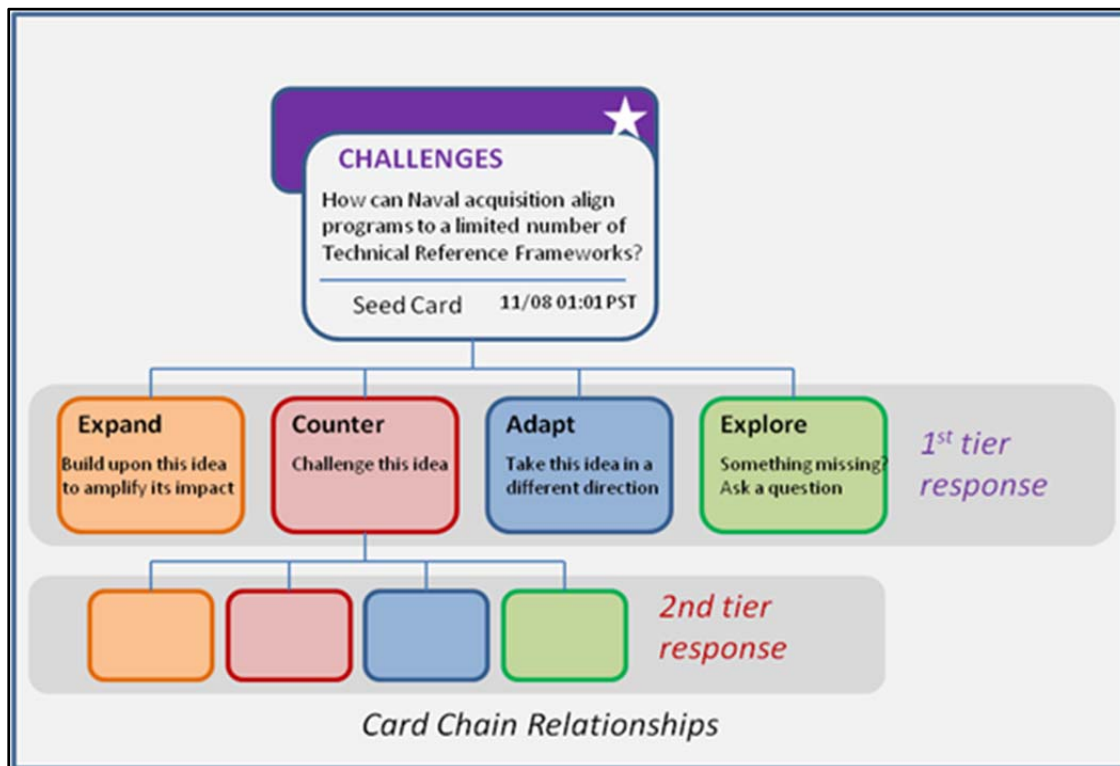 CHALLENGES
How can Naval acquisition align
programs to a limited number of
Technical Reference Frameworks?
Seed Card 11/08 01:01 PST
Expand
Build upon this idea
to amplify its impact
Counter
Challenge this idea
Adapt
Take this idea in a
different direction
Explore
Something missing?
Ask a question
1st tier
response
2nd tier
response
Card Chain Relationships